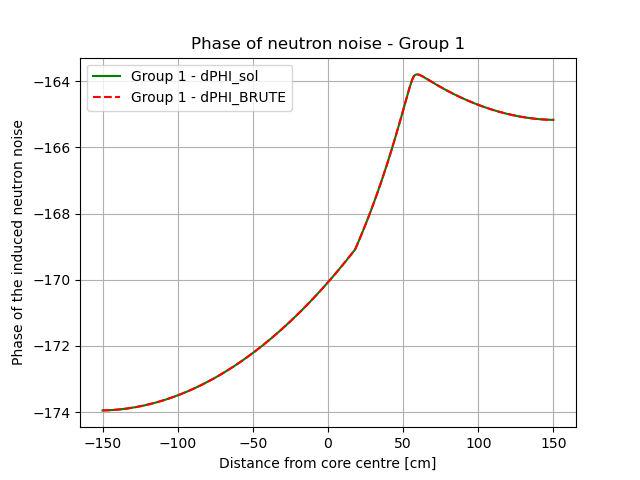 Phase of neutron noise - Group 1
Group 1 - dPHI_sol
Group 1 - dPHI_BRUTE
Phase of the induced neutron noise
−164
−166
−168
−170
−172
−174
−150 −100 −50 0 50 100 150
Distance from core centre [cm]